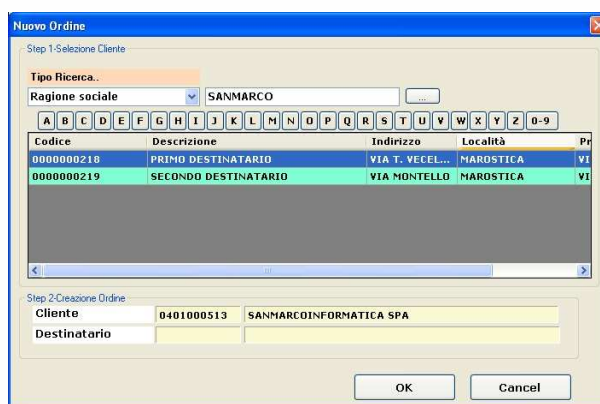 Nuovo Ordine
Step 1-Selezione Cliente
Tipo Ricerca..
Ragione sociale SANMARCO ...
A B C D E F G H I J K L M N O P Q R S T U V W X Y Z 0-9
Codice Descrizione Indirizzo Località Pr
0000000218 PRIMO DESTINATARIO VIA T. VECEL... MAROSTICA VI
0000000219 SECONDO DESTINATARIO VIA MONTELLO MAROSTICA VI
Step 2-Creazione Ordine
Cliente 0401000513 SANMARCOINFORMATICA SPA
Destinatario
OK Cancel